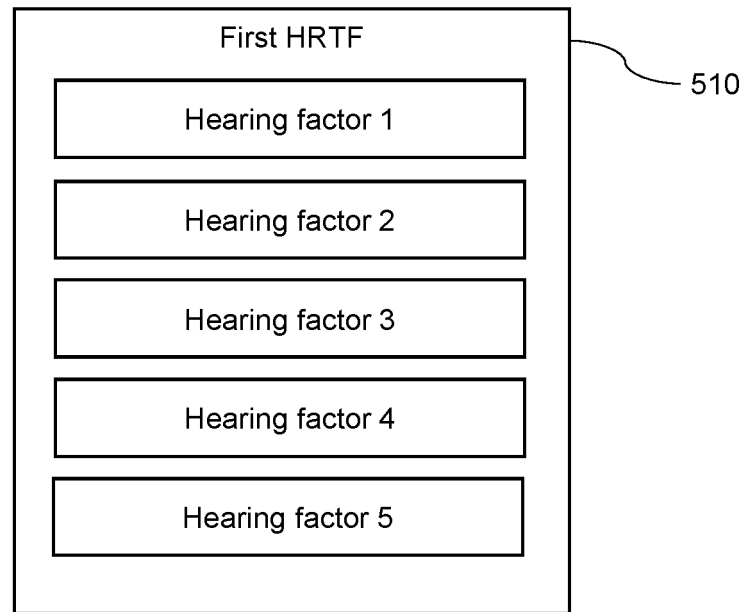 First HRTF
510
Hearing factor 1
Hearing factor 2
Hearing factor 3
Hearing factor 4
Hearing factor 5